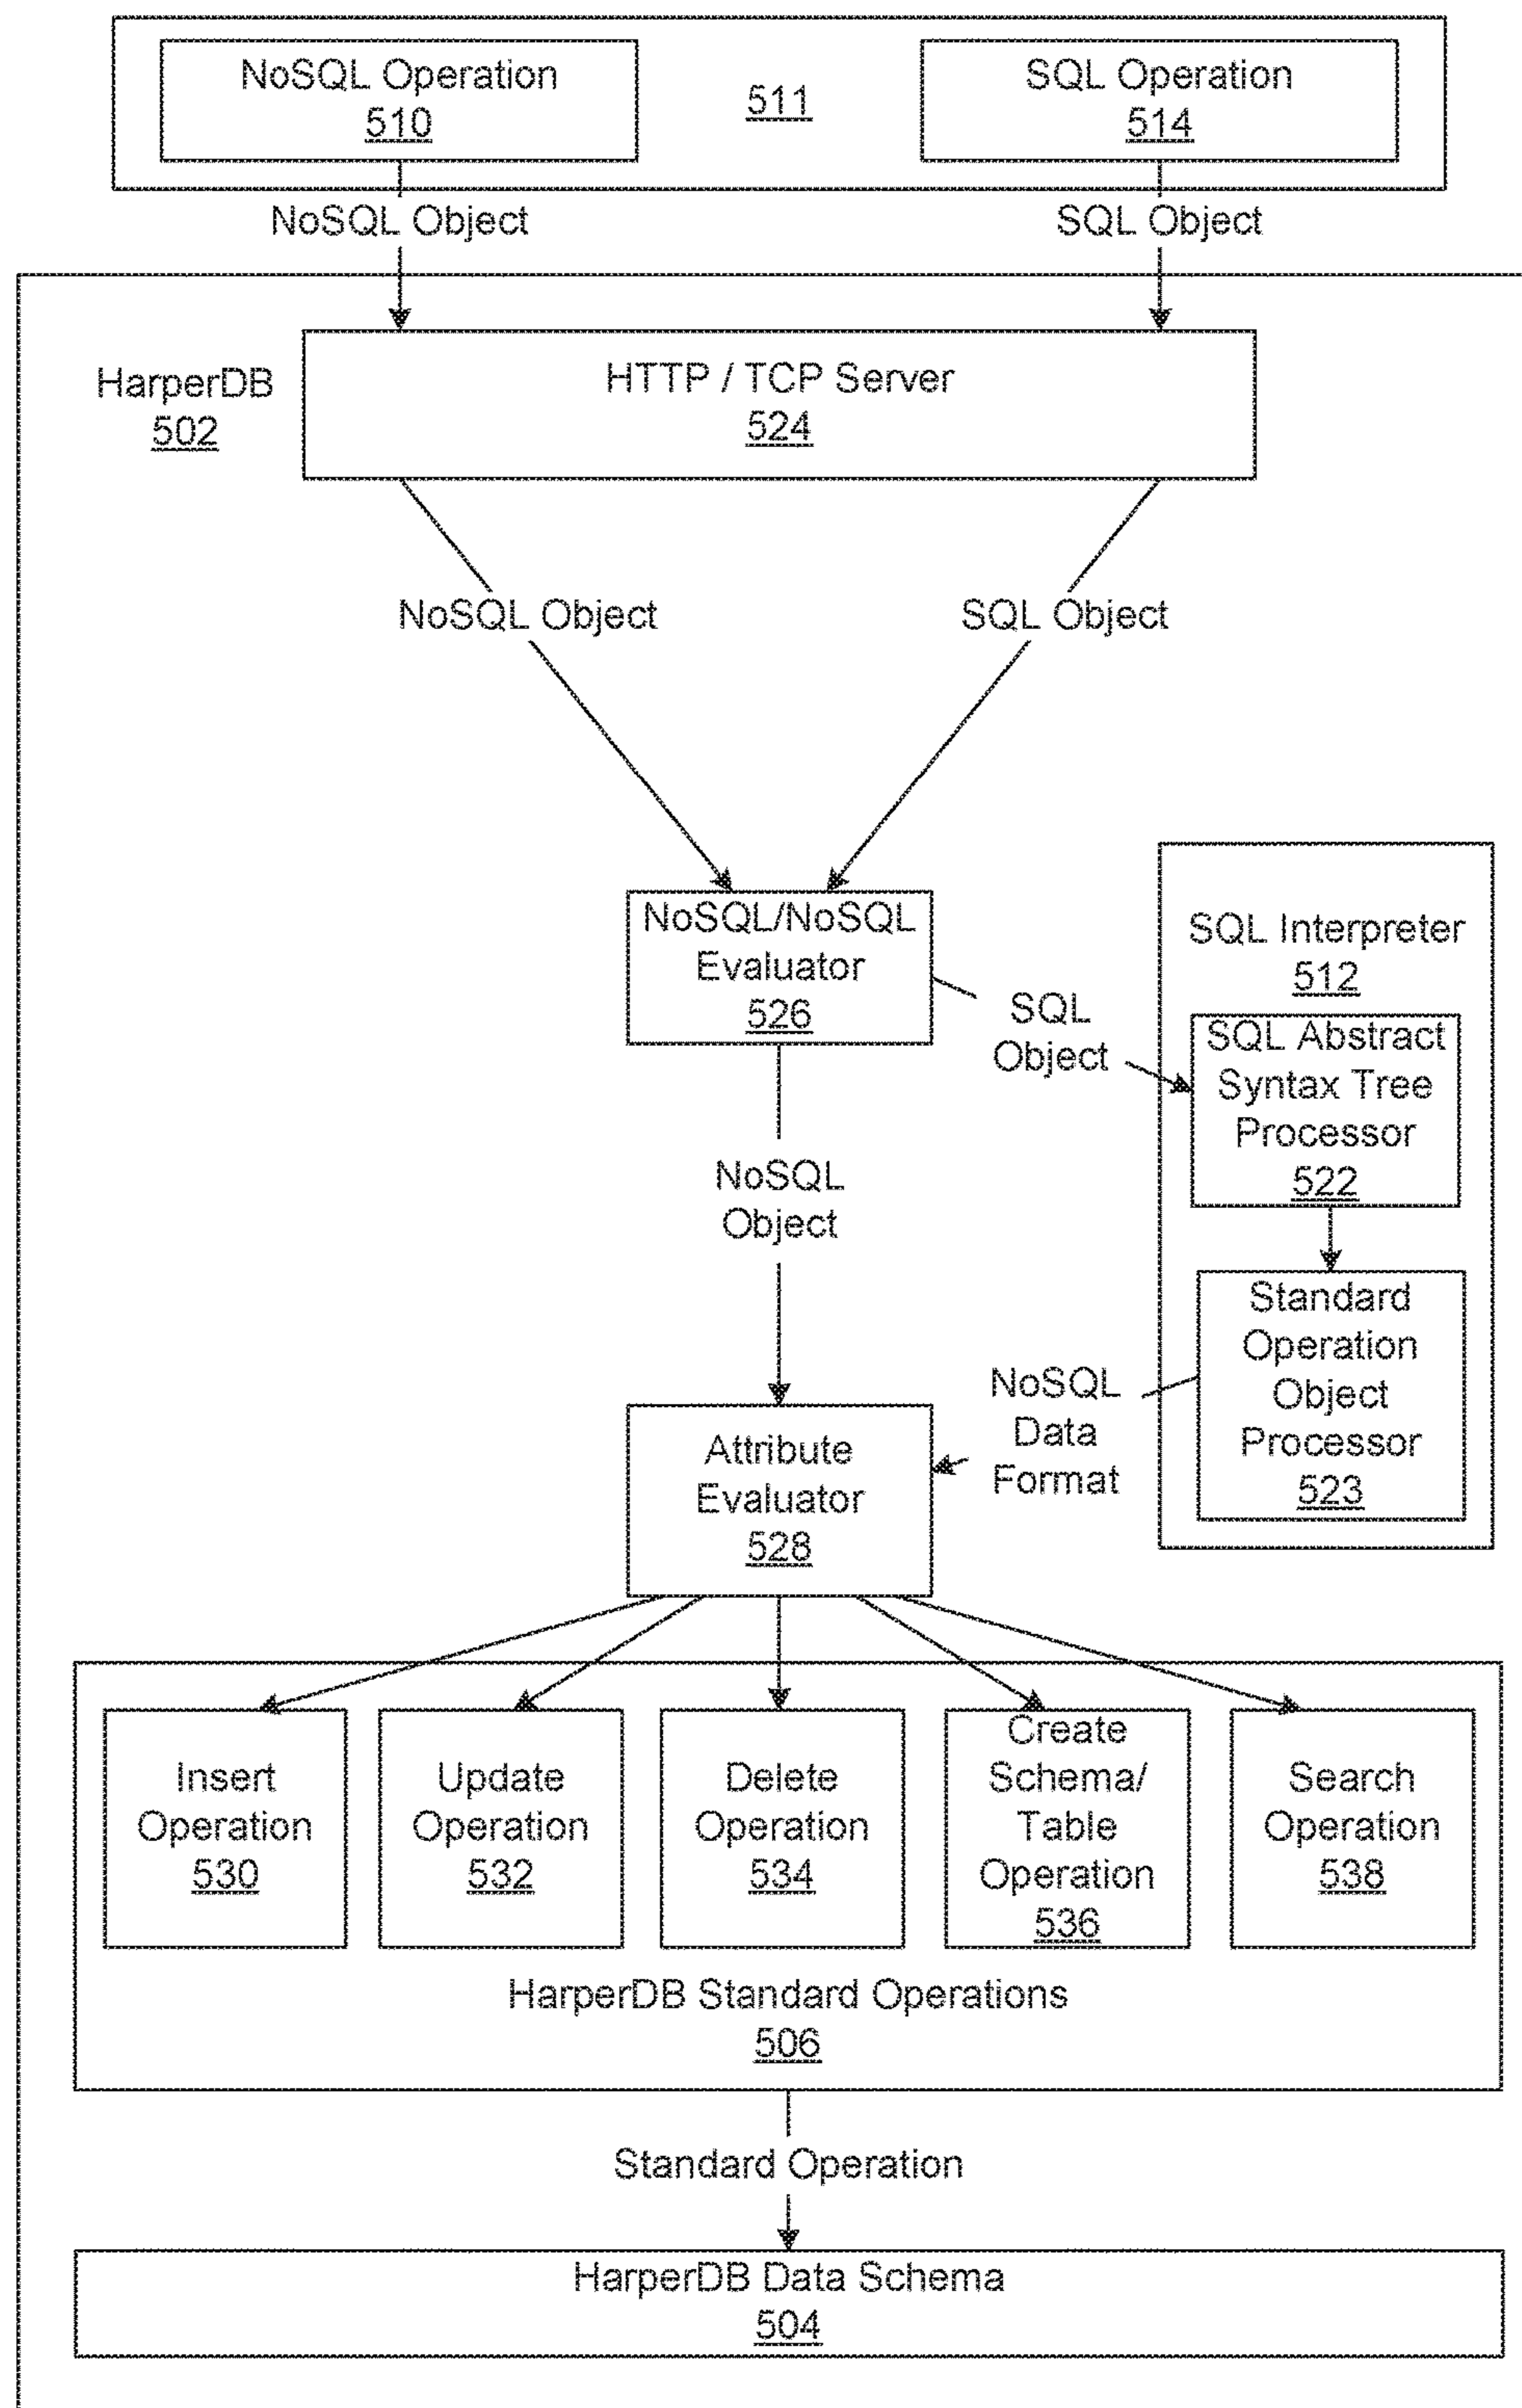 NoSQL Operation
510
511
SQL Operation
514
NoSQL Object
SQL Object
HarperDB
502
HTTP / TCP Server
524
NoSQL Object
SQL Object
NoSQL/NoSQL
Evaluator
526
SQL
Object
SQL Interpreter
512
SQL Abstract
Syntax Tree
Processor
522
NoSQL
Object
Standard
Operation
Object
Processor
523
NoSQL
Data
Format
Attribute
Evaluator
528
Insert
Operation
530
Update
Operation
532
Delete
Operation
534
Create
Schema/
Table
Operation
536
Search
Operation
538
HarperDB Standard Operations
506
Standard Operation
HarperDB Data Schema
504